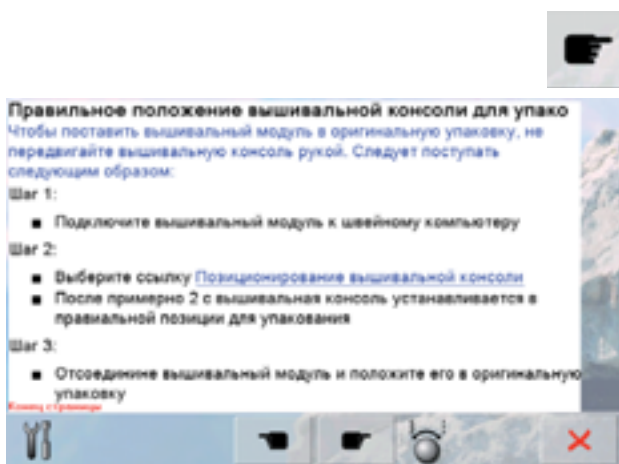 Правильное положение вышивальной консоли для упако
Чтобы поставить вышивальный модуль в оригинальную упаковку, не
передвигайте вышивальную консоль рукой. Следует поступать
следующим образом:
Шаг 1:
■ Подключите вышивальный модуль к швейному компьютеру
Шаг 2:
■ Выберите ссылку Позиционирование вышивальной консоли
■ После примерно 2 с вышивальная консоль устанавливается в
правиальной позиции для упакования
Шаг 3:
■ Отсоединине вышивальный модуль и положите его в оригинальную
упаковку
Конец страницы